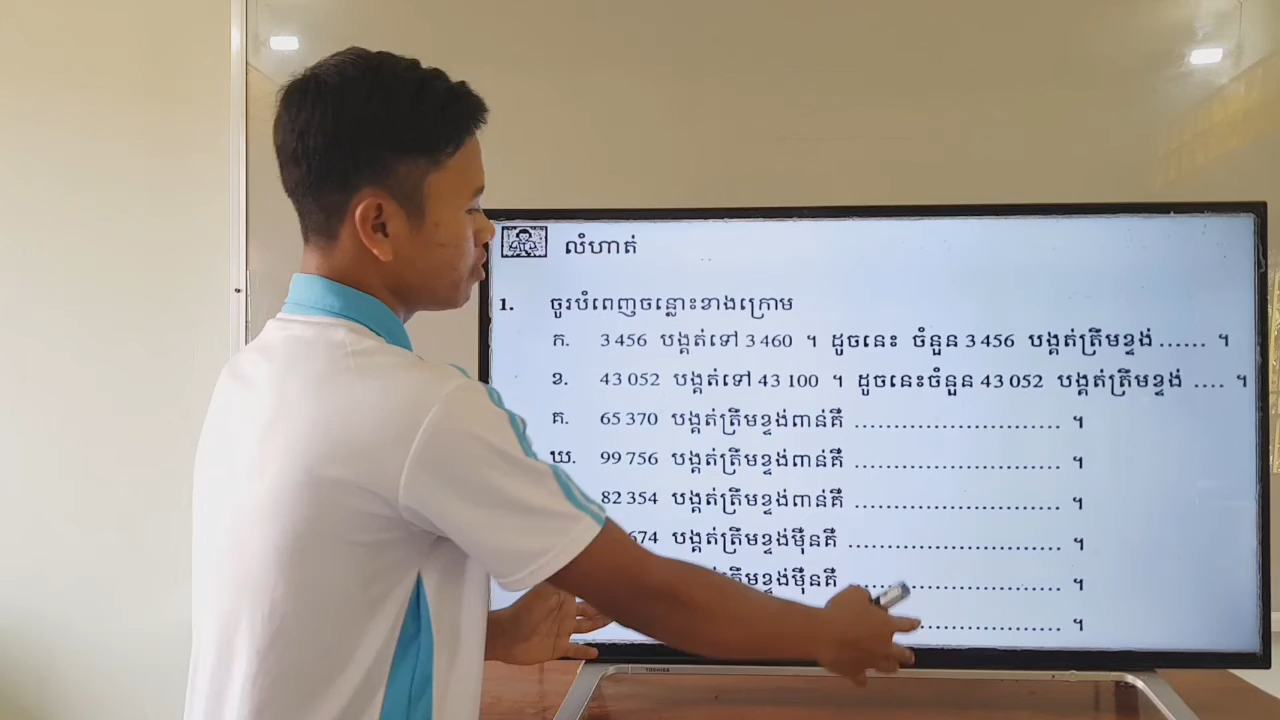 លំហាត់
1. ចូរបំពេញចន្លោះខាងក្រោម
ក. 3 456 បង្គត់ទៅ 3 460 ។ ដូចនេះ ចំនួន 3 456 បង្គត់ត្រឹមខ្ទង់ ...... ។
ខ. 43 052 បង្គត់ទៅ 43 100 ។ ដូចនេះចំនួន 43 052 បង្គត់ត្រឹមខ្ទង់ .... ។
គ. 65 370 បង្គត់ត្រឹមខ្ទង់ពាន់គឺ ........................... ។
ឃ. 99 756 បង្គត់ត្រឹមខ្ទង់ពាន់គឺ ........................... ។
82 354 បង្គត់ត្រឹមខ្ទង់ពាន់គឺ ........................... ។
674 បង្គត់ត្រឹមខ្ទង់ម៉ឺនគឺ ........................... ។
ត្រឹមខ្ទង់ម៉ឺនគឺ ........................... ។
.................. ។
TOSHIBA